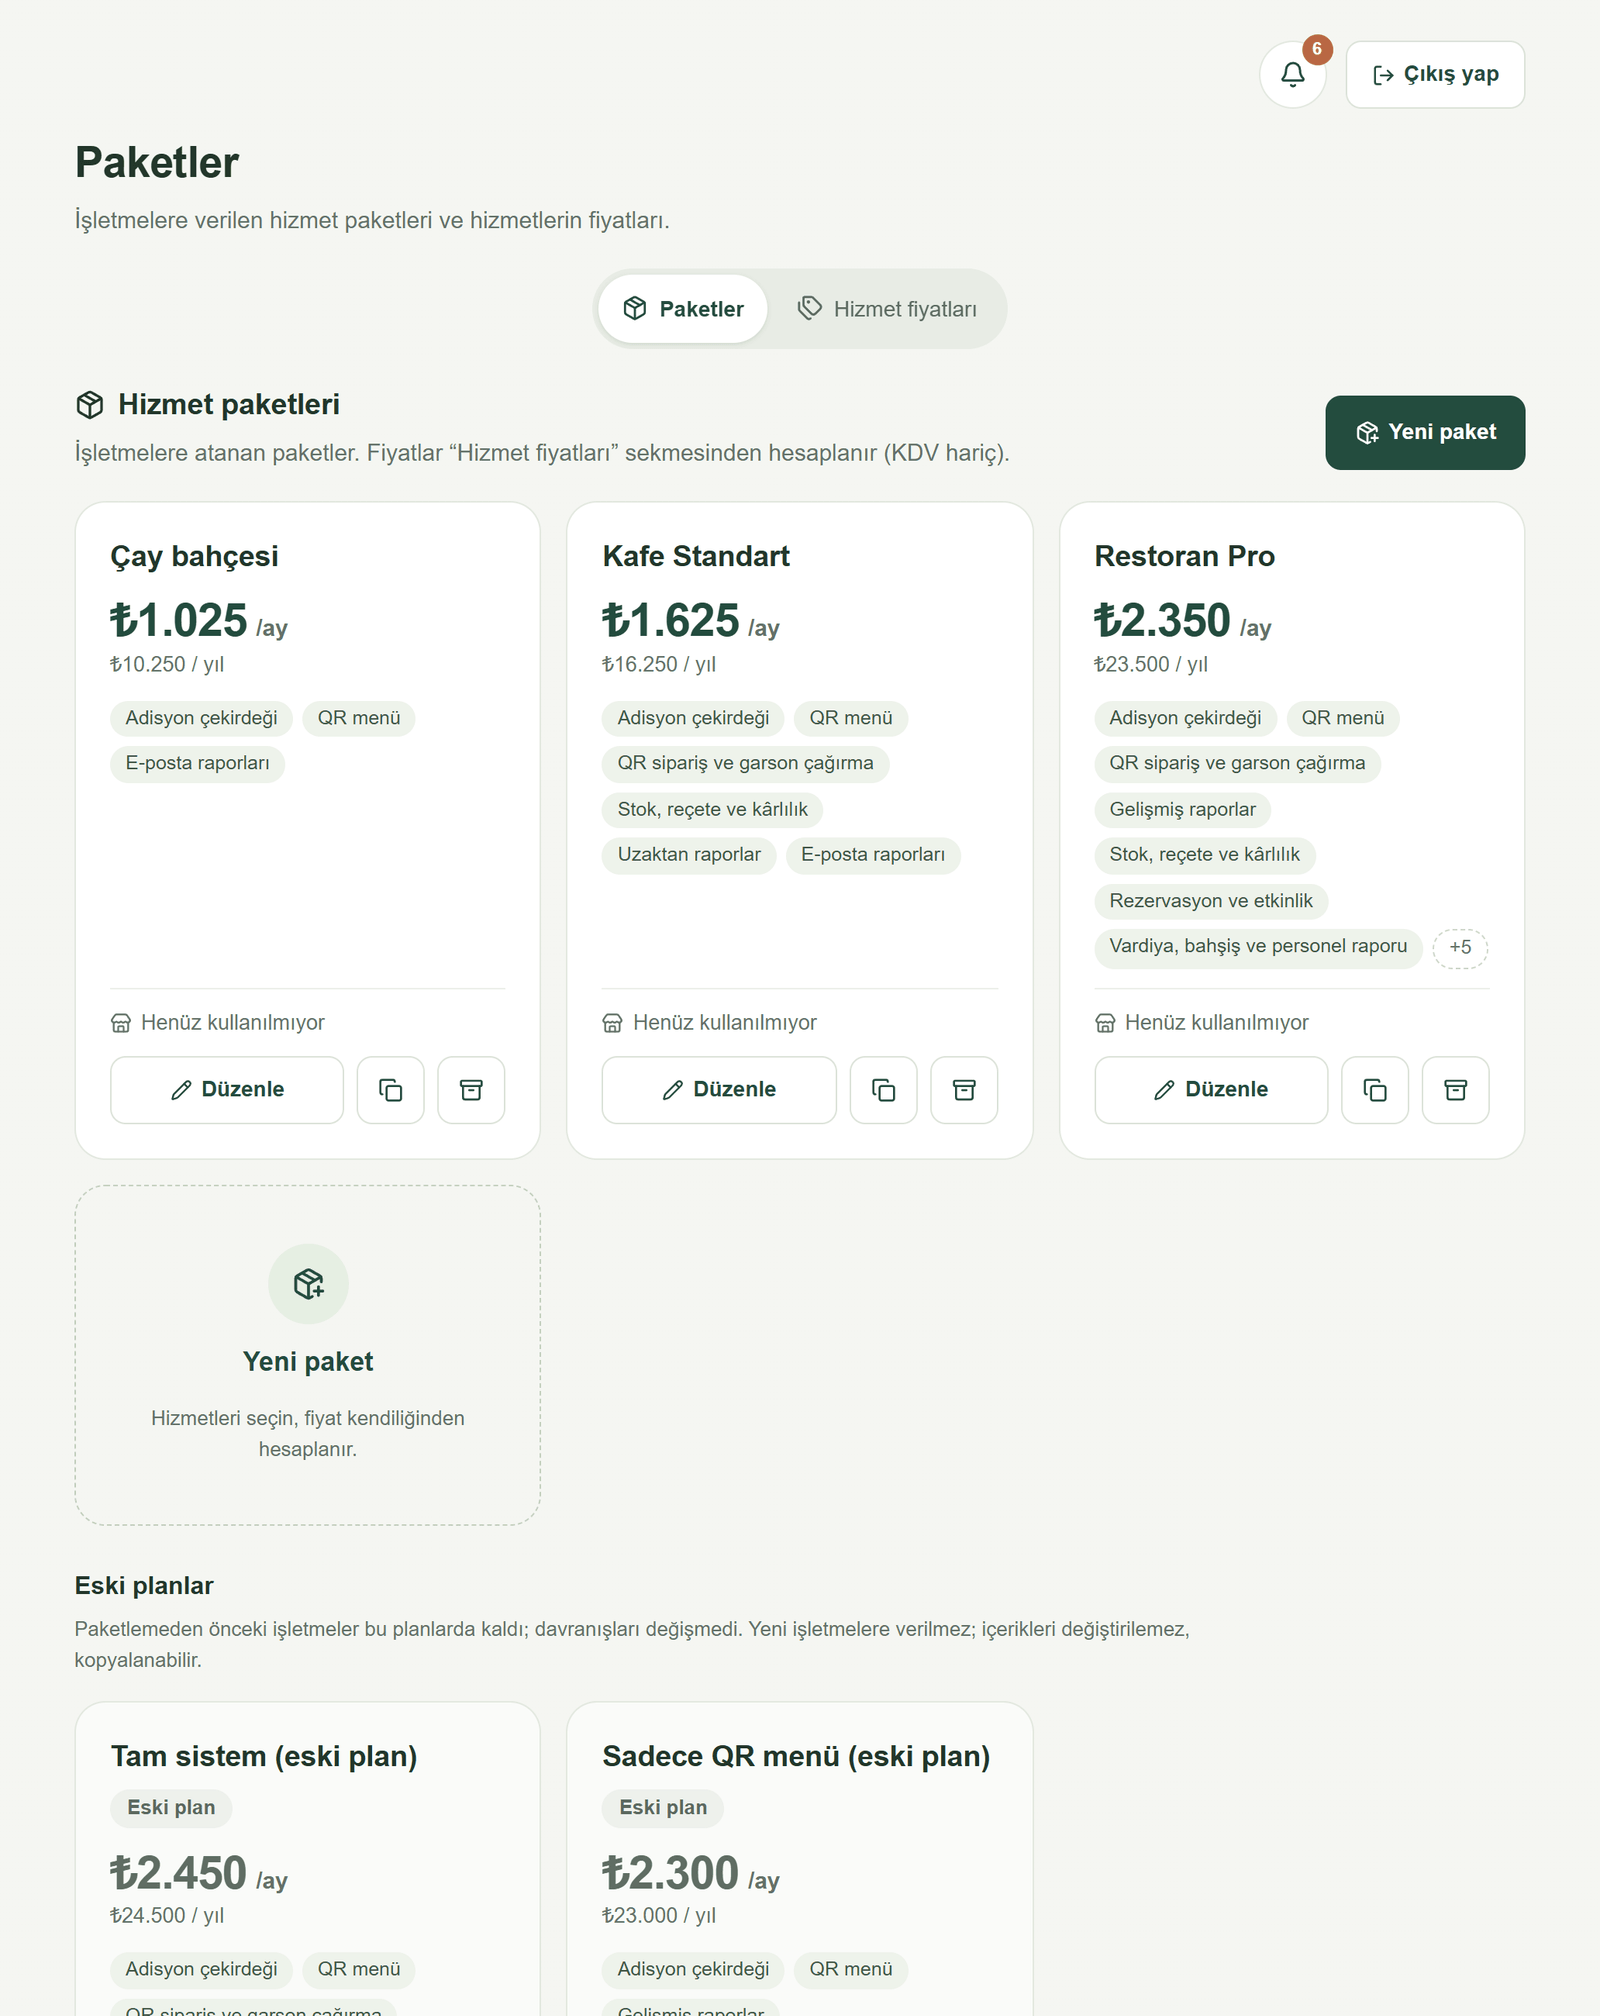 6
Çıkış yap
Paketler
İşletmelere verilen hizmet paketleri ve hizmetlerin fiyatları.
Paketler
Hizmet fiyatları
Hizmet paketleri
İşletmelere atanan paketler. Fiyatlar “Hizmet fiyatları” sekmesinden hesaplanır (KDV hariç).
Yeni paket
Çay bahçesi
₺1.025 /ay
₺10.250 / yıl
Adisyon çekirdeği
QR menü
E-posta raporları
Henüz kullanılmıyor
Düzenle
Kafe Standart
₺1.625 /ay
₺16.250 / yıl
Adisyon çekirdeği
QR menü
QR sipariş ve garson çağırma
Stok, reçete ve kârlılık
Uzaktan raporlar
E-posta raporları
Henüz kullanılmıyor
Düzenle
Restoran Pro
₺2.350 /ay
₺23.500 / yıl
Adisyon çekirdeği
QR menü
QR sipariş ve garson çağırma
Gelişmiş raporlar
Stok, reçete ve kârlılık
Rezervasyon ve etkinlik
Vardiya, bahşiş ve personel raporu
+5
Henüz kullanılmıyor
Düzenle
Yeni paket
Hizmetleri seçin, fiyat kendiliğinden
hesaplanır.
Eski planlar
Paketlemeden önceki işletmeler bu planlarda kaldı; davranışları değişmedi. Yeni işletmelere verilmez; içerikleri değiştirilemez,
kopyalanabilir.
Tam sistem (eski plan)
Eski plan
₺2.450 /ay
₺24.500 / yıl
Adisyon çekirdeği
QR menü
QR sipariş ve garson çağırma
Sadece QR menü (eski plan)
Eski plan
₺2.300 /ay
₺23.000 / yıl
Adisyon çekirdeği
QR menü
Gelişmiş raporlar